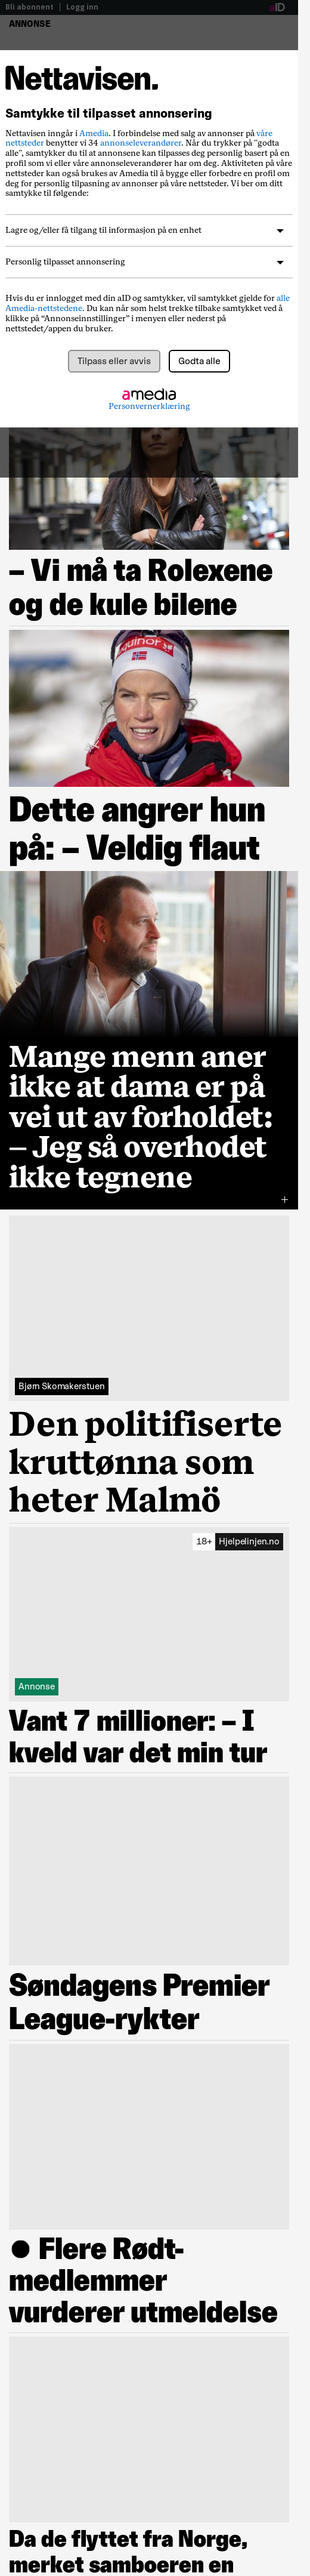 Bli abonnent | Logg inn
aID
ANNONSE
Nettavisen.
Samtykke til tilpasset annonsering
Nettavisen inngår i Amedia. I forbindelse med salg av annonser på våre
nettsteder benytter vi 34 annonseleverandører. Når du trykker på "godta
alle", samtykker du til at annonsene kan tilpasses deg personlig basert på en
profil som vi eller våre annonseleverandører har om deg. Aktiviteten på våre
nettsteder kan også brukes av Amedia til å bygge eller forbedre en profil om
deg for personlig tilpasning av annonser på våre nettsteder. Vi ber om ditt
samtykke til følgende:
Lagre og/eller få tilgang til informasjon på en enhet
Personlig tilpasset annonsering
Hvis du er innlogget med din aID og samtykker, vil samtykket gjelde for alle
Amedia-nettstedene. Du kan når som helst trekke tilbake samtykket ved å
klikke på "Annonseinnstillinger" i menyen eller nederst på
nettstedet/appen du bruker.
Tilpass eller avvis
Godta alle
amedia
Personvernerklæring
– Vi må ta Rolexene
og de kule bilene
equinor
Dette angrer hun
på: – Veldig flaut
Mange menn aner
ikke at dama er på
vei ut av forholdet:
– Jeg så overhodet
ikke tegnene
+
Bjørn Skomakerstuen
Den politifiserte
kruttønna som
heter Malmö
18+ Hjelpelinjen.no
Annonse
Vant 7 millioner: – I
kveld var det min tur
Søndagens Premier
League-rykter
● Flere Rødt-
medlemmer
vurderer utmeldelse
Da de flyttet fra Norge,
merket samboeren en